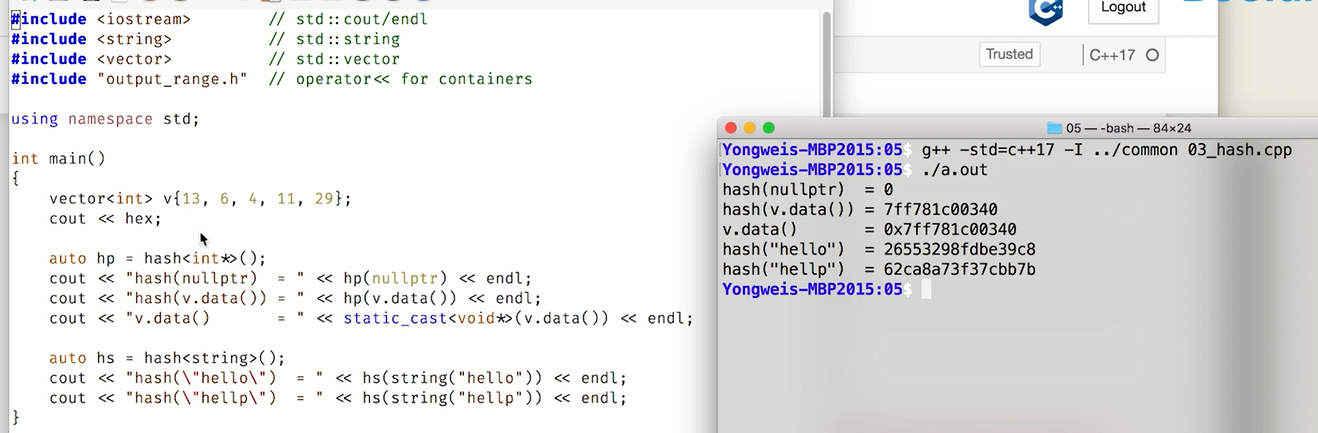 #include <iostream>         // std::cout/endl
#include <string>           // std::string
#include <vector>           // std::vector
#include "output_range.h"   // operator<< for containers
using namespace std;
int main()
{
    vector<int> v{13, 6, 4, 11, 29};
    cout << hex;
    auto hp = hash<int*>();
    cout << "hash(nullptr)  = " << hp(nullptr) << endl;
    cout << "hash(v.data()) = " << hp(v.data()) << endl;
    cout << "v.data()       = " << static_cast<void*>(v.data()) << endl;
    auto hs = hash<string>();
    cout << "hash(\"hello\")  = " << hs(string("hello")) << endl;
    cout << "hash(\"hellp\")  = " << hs(string("hellp")) << endl;
}
C++
Logout
Trusted
C++17
05 — -bash — 84×24
Yongweis-MBP2015:05$ g++ -std=c++17 -I ../common 03_hash.cpp
Yongweis-MBP2015:05$ ./a.out
hash(nullptr)  = 0
hash(v.data()) = 7ff781c00340
v.data()       = 0x7ff781c00340
hash("hello")  = 26553298fdbe39c8
hash("hellp")  = 62ca8a73f37cbb7b
Yongweis-MBP2015:05$